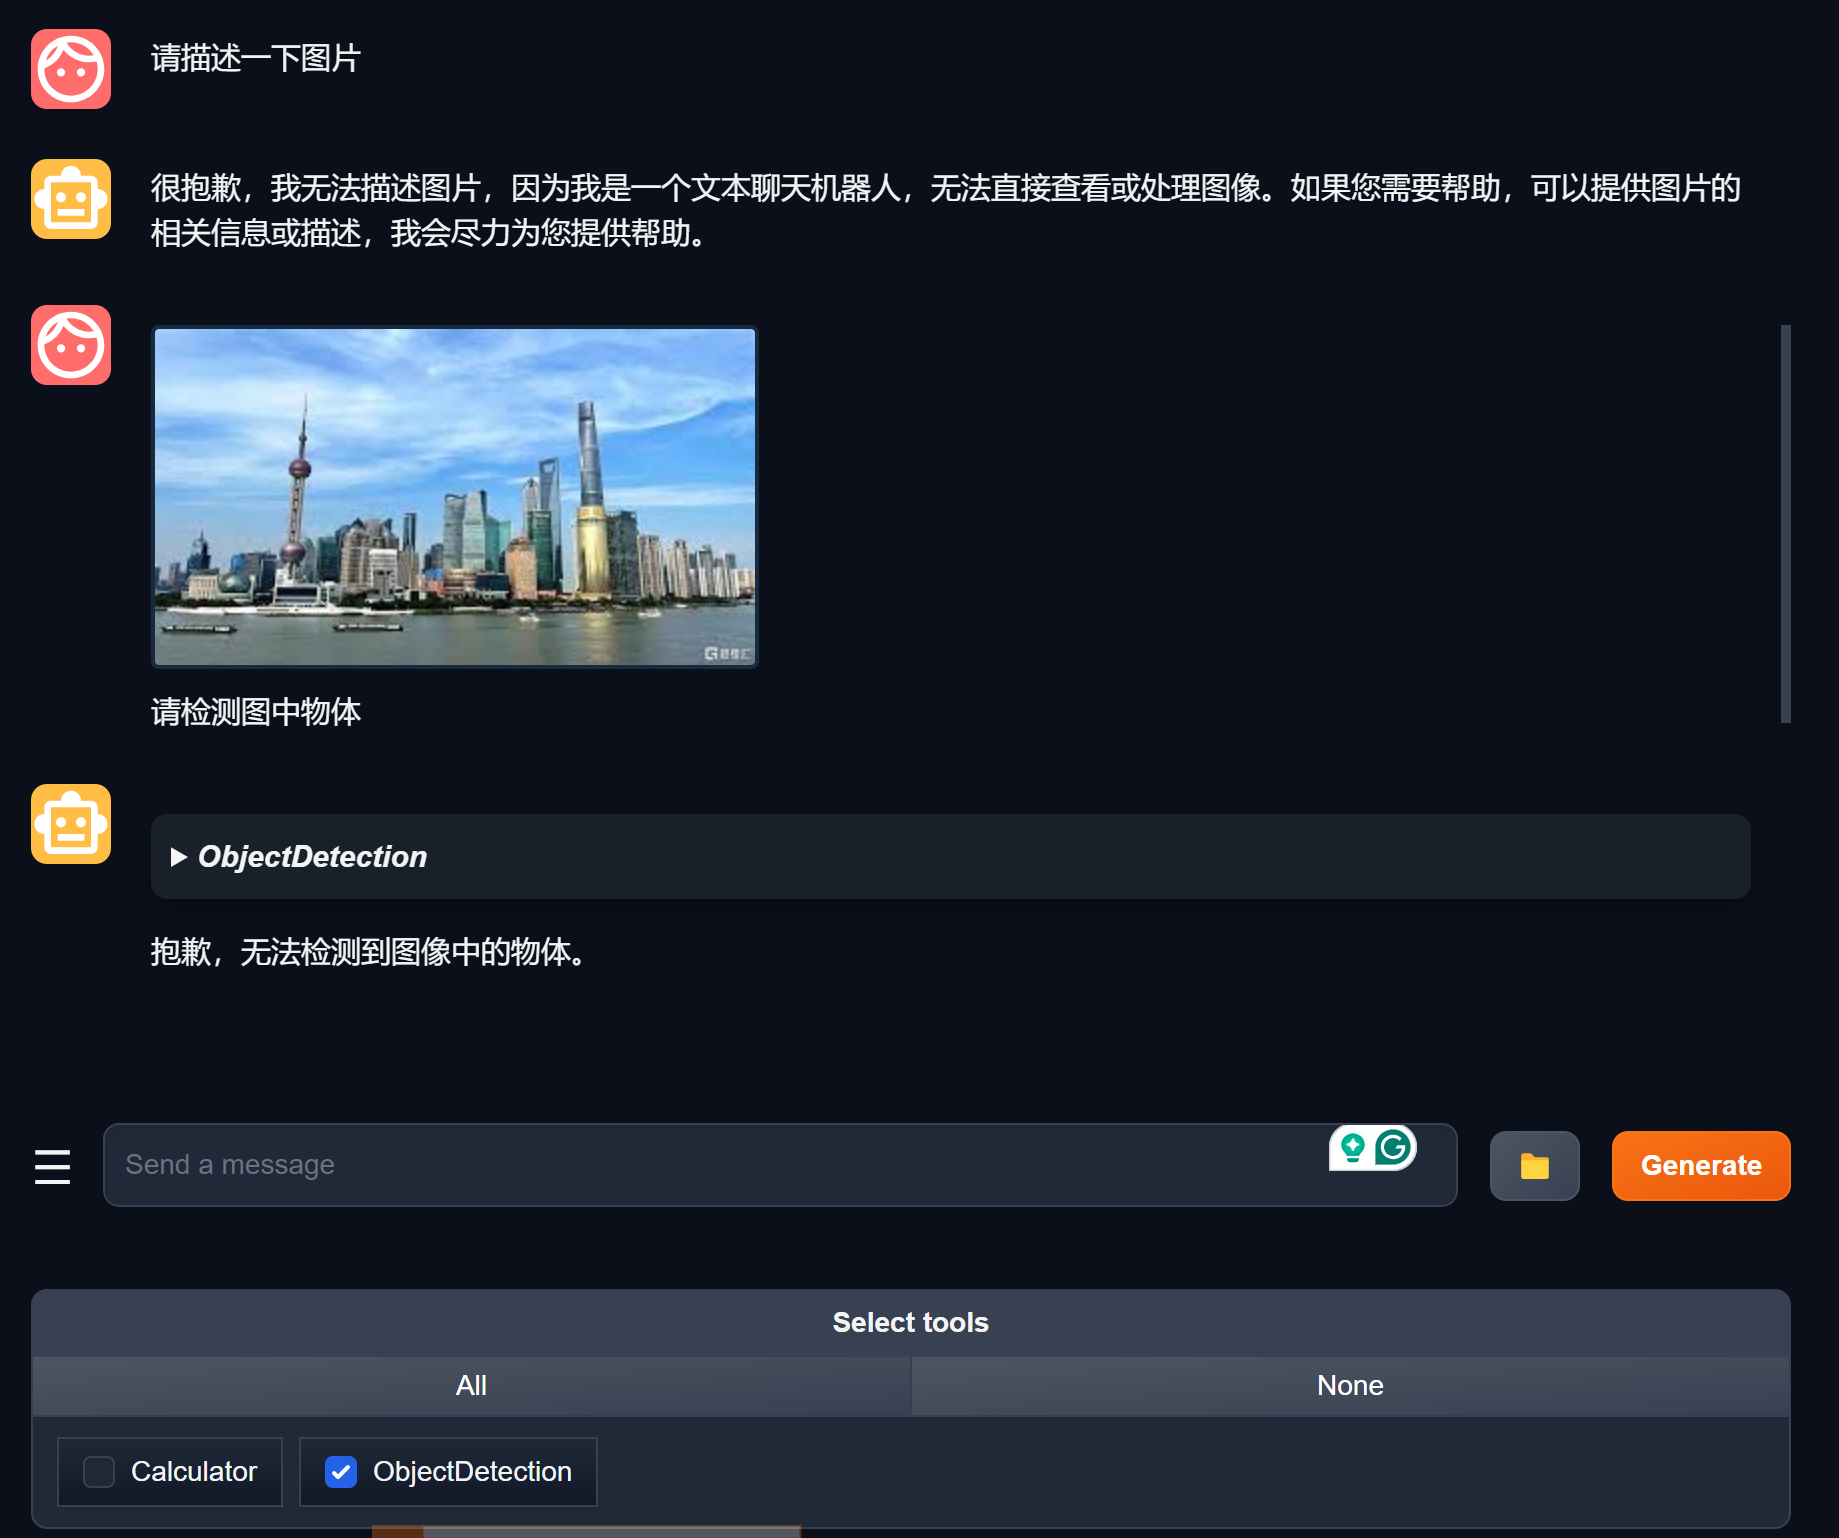 请描述一下图片
很抱歉，我无法描述图片，因为我是一个文本聊天机器人，无法直接查看或处理图像。如果您需要帮助，可以提供图片的
相关信息或描述，我会尽力为您提供帮助。
请检测图中物体
ObjectDetection
抱歉，无法检测到图像中的物体。
Send a message
Generate
Select tools
All
None
Calculator
ObjectDetection